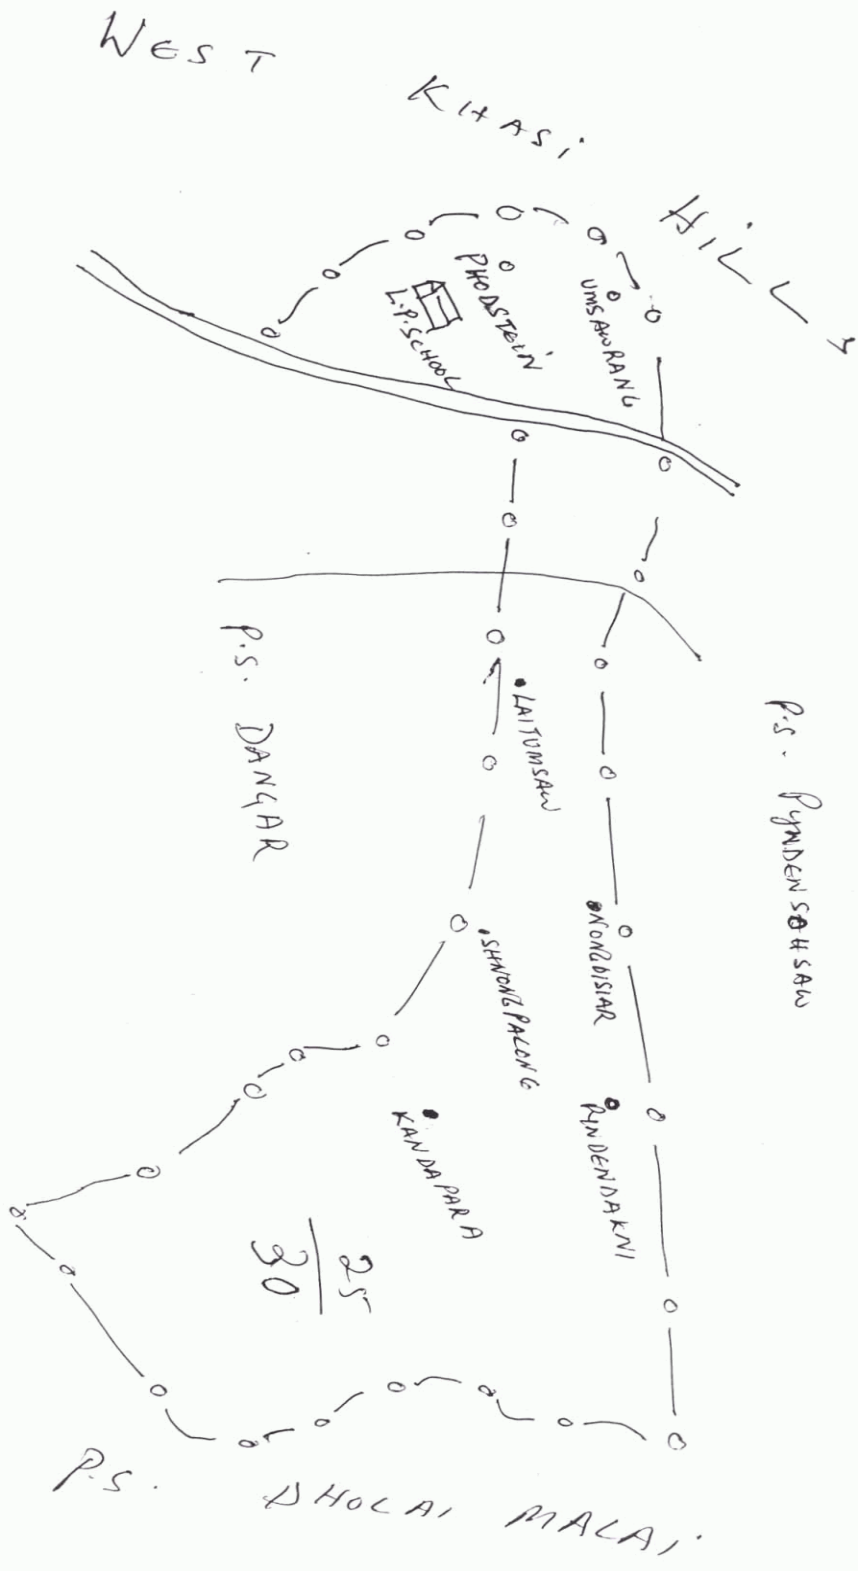 WEST KHASI HILLS
UMSAWRANG
PHODSTEIN
L.P. SCHOOL
P.S. DANGAR
LAITUMSAW
P.S. PYNDENSOHSAW
NONGDISIAR
SHNONGPALONG
KANDAPARA
PYNDENDAKNI
25
30
P.S. DHOLAI MALAI